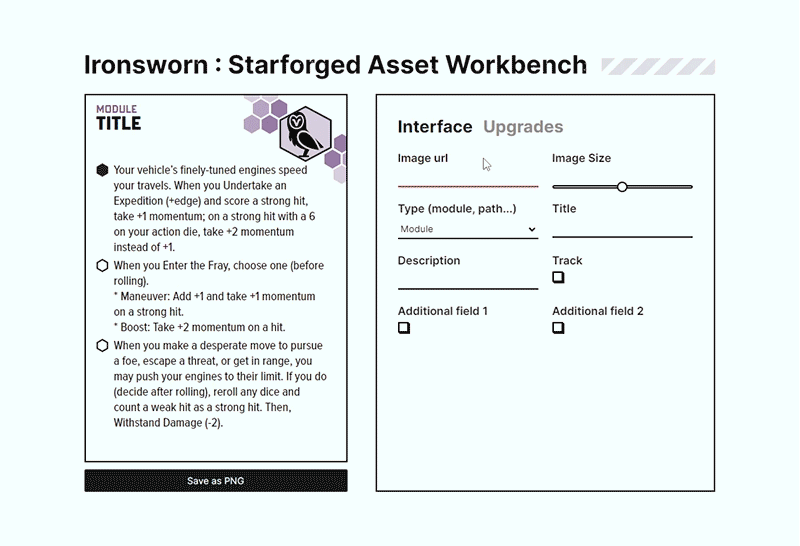 Ironsworn : Starforged Asset Workbench
MODULE
TITLE
Your vehicle's finely-tuned engines speed
your travels. When you Undertake an
Expedition (+edge) and score a strong hit,
take +1 momentum; on a strong hit with a 6
on your action die, take +2 momentum
instead of +1.
When you Enter the Fray, choose one (before
rolling).
* Maneuver: Add +1 and take +1 momentum
on a strong hit.
* Boost: Take +2 momentum on a hit.
When you make a desperate move to pursue
a foe, escape a threat, or get in range, you
may push your engines to their limit. If you do
(decide after rolling), reroll any dice and
count a weak hit as a strong hit. Then,
Withstand Damage (-2).
Save as PNG
Interface Upgrades
Image url Image Size
Type (module, path...) Title
Module
Description Track
Additional field 1 Additional field 2